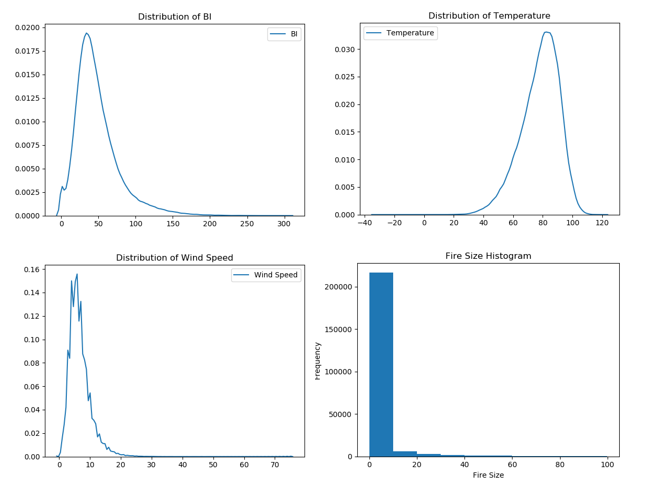 Distribution of BI
0.0200
0.0175
0.0150
0.0125
0.0100
0.0075
0.0050
0.0025
0.0000
BI
0 50 100 150 200 250 300
Distribution of Temperature
0.030
0.025
0.020
0.015
0.010
0.005
0.000
Temperature
−40 −20 0 20 40 60 80 100 120
Distribution of Wind Speed
0.16
0.14
0.12
0.10
0.08
0.06
0.04
0.02
0.00
Wind Speed
0 10 20 30 40 50 60 70
Fire Size Histogram
Frequency
200000
150000
100000
50000
0
0 20 40 60 80 100
Fire Size